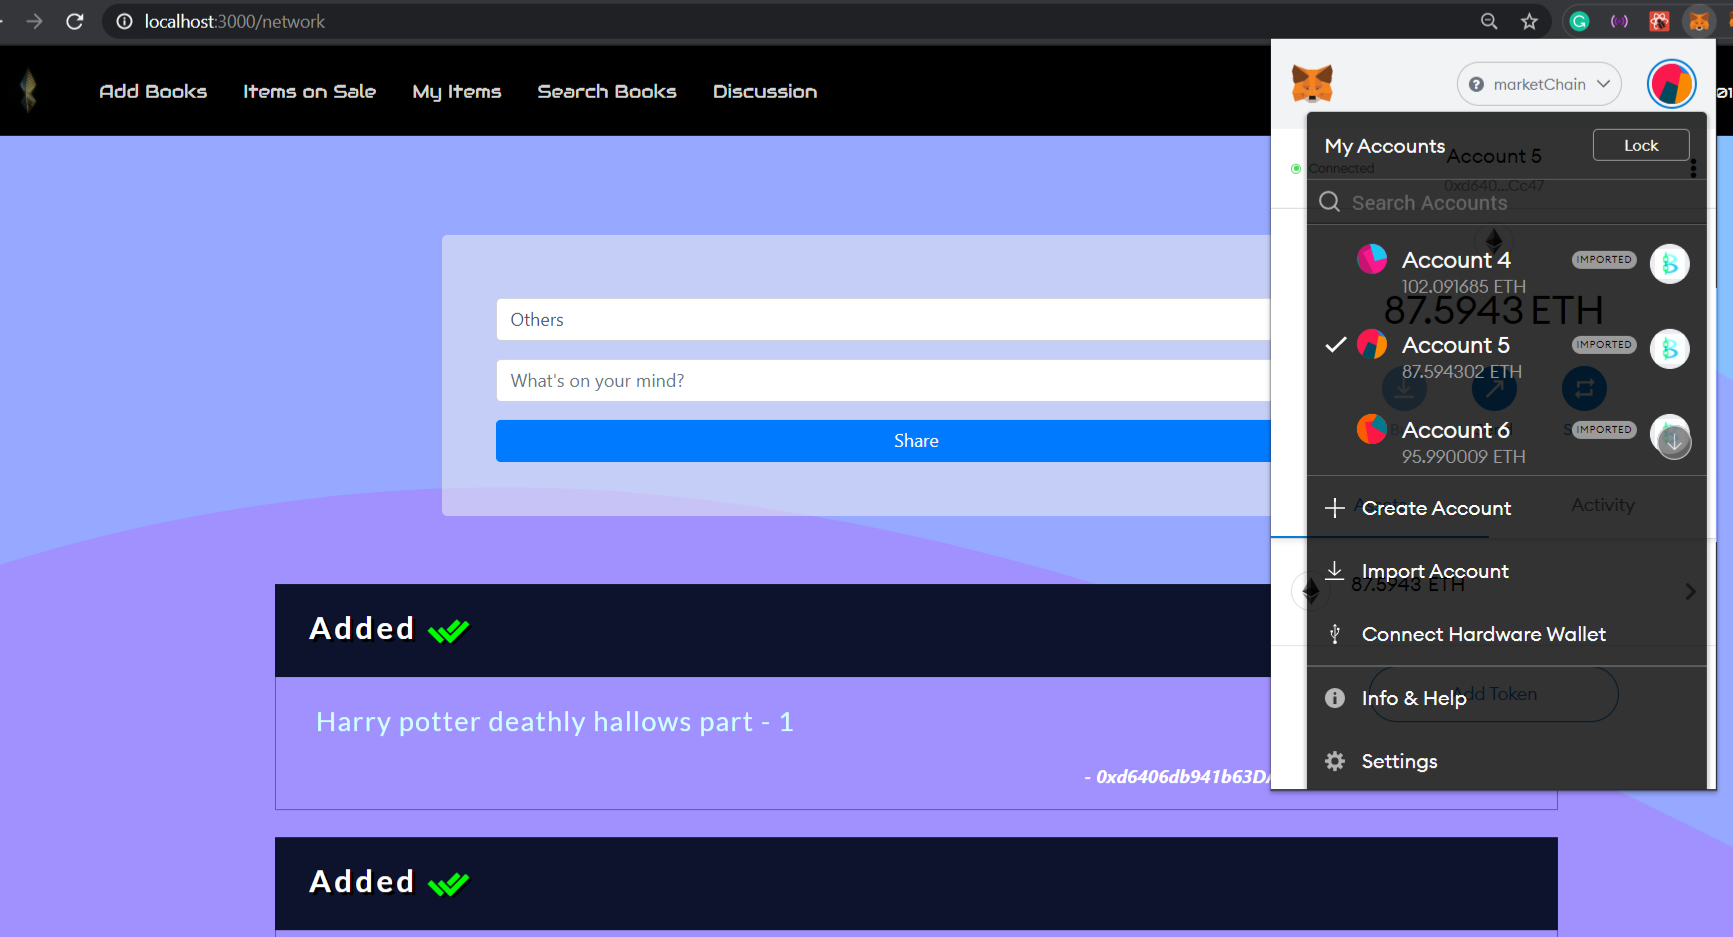 localhost:3000/network
Add Books
Items on Sale
My Items
Search Books
Discussion
Others
What's on your mind?
Share
Added
Harry potter deathly hallows part - 1
- 0xd6406db941b63D
Added
marketChain
My Accounts
Lock
Account 5
Connected
0xd640...Cc47
Search Accounts
Account 4
IMPORTED
102.091685 ETH
87.5943 ETH
Account 5
IMPORTED
87.594302 ETH
Account 6
IMPORTED
95.990009 ETH
Create Account
Activity
Import Account
87.5943 ETH
Connect Hardware Wallet
Info & Help
Add Token
Settings